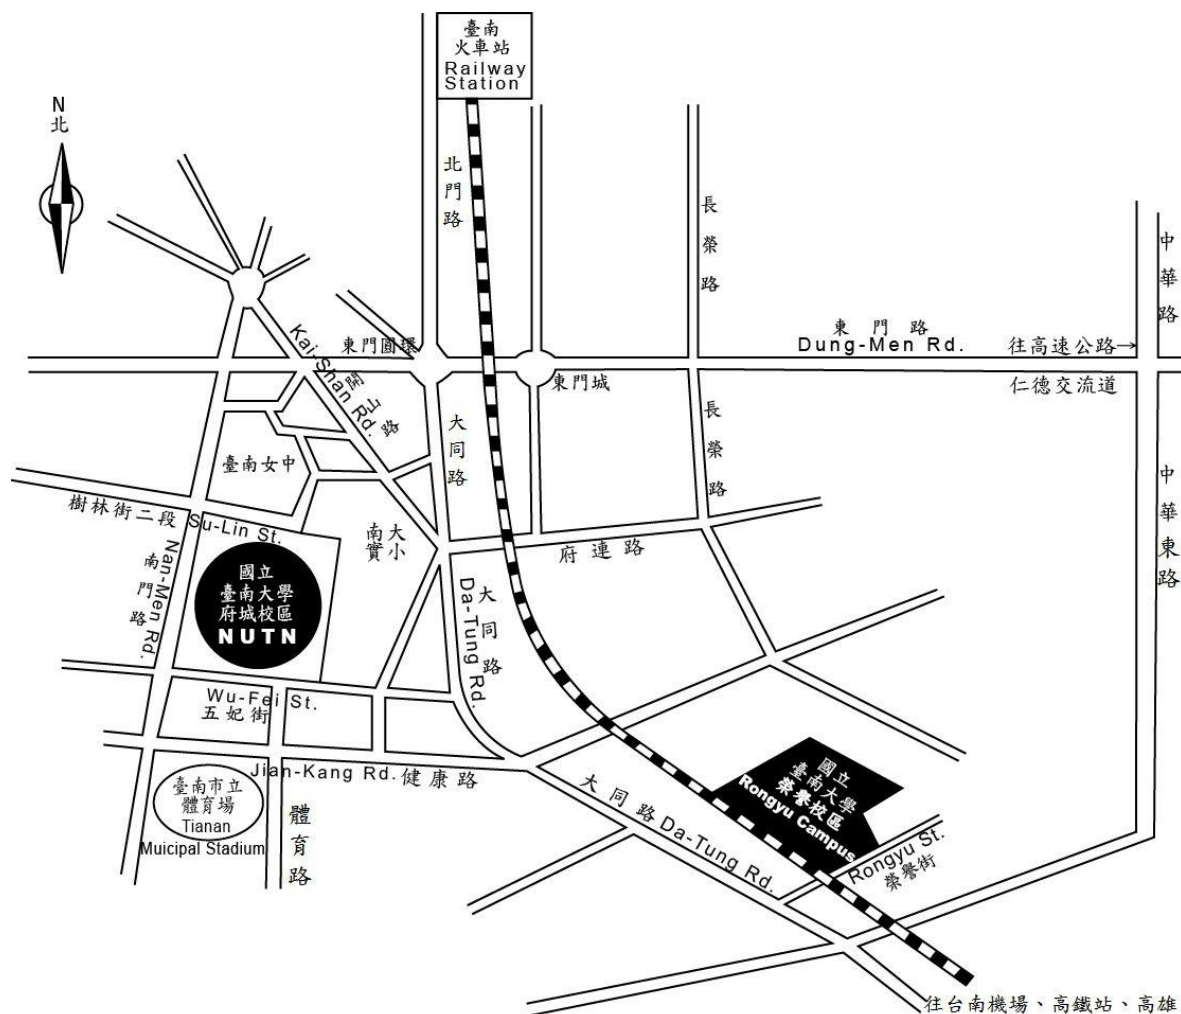 臺南
火車站
Railway
Station
N
北
北門路
長榮路
中華路
東門路
Dung-Men Rd.
往高速公路→
仁德交流道
東門圓環
東門城
Kai-Shan Rd.
開山路
大同路
長榮路
中華東路
臺南女中
樹林街二段 Su-Lin St.
南大
實小
府連路
南門路
Nan-Men Rd.
國立
臺南大學
府城校區
NUTN
大同路
Da-Tung Rd.
Wu-Fei St.
五妃街
Jian-Kang Rd. 健康路
臺南市立
體育場
Tianan
Muicipal Stadium
體育路
大同路 Da-Tung Rd.
國立
臺南大學
榮譽校區
Rongyu Campus
Rongyu St.
榮譽街
往台南機場、高鐵站、高雄